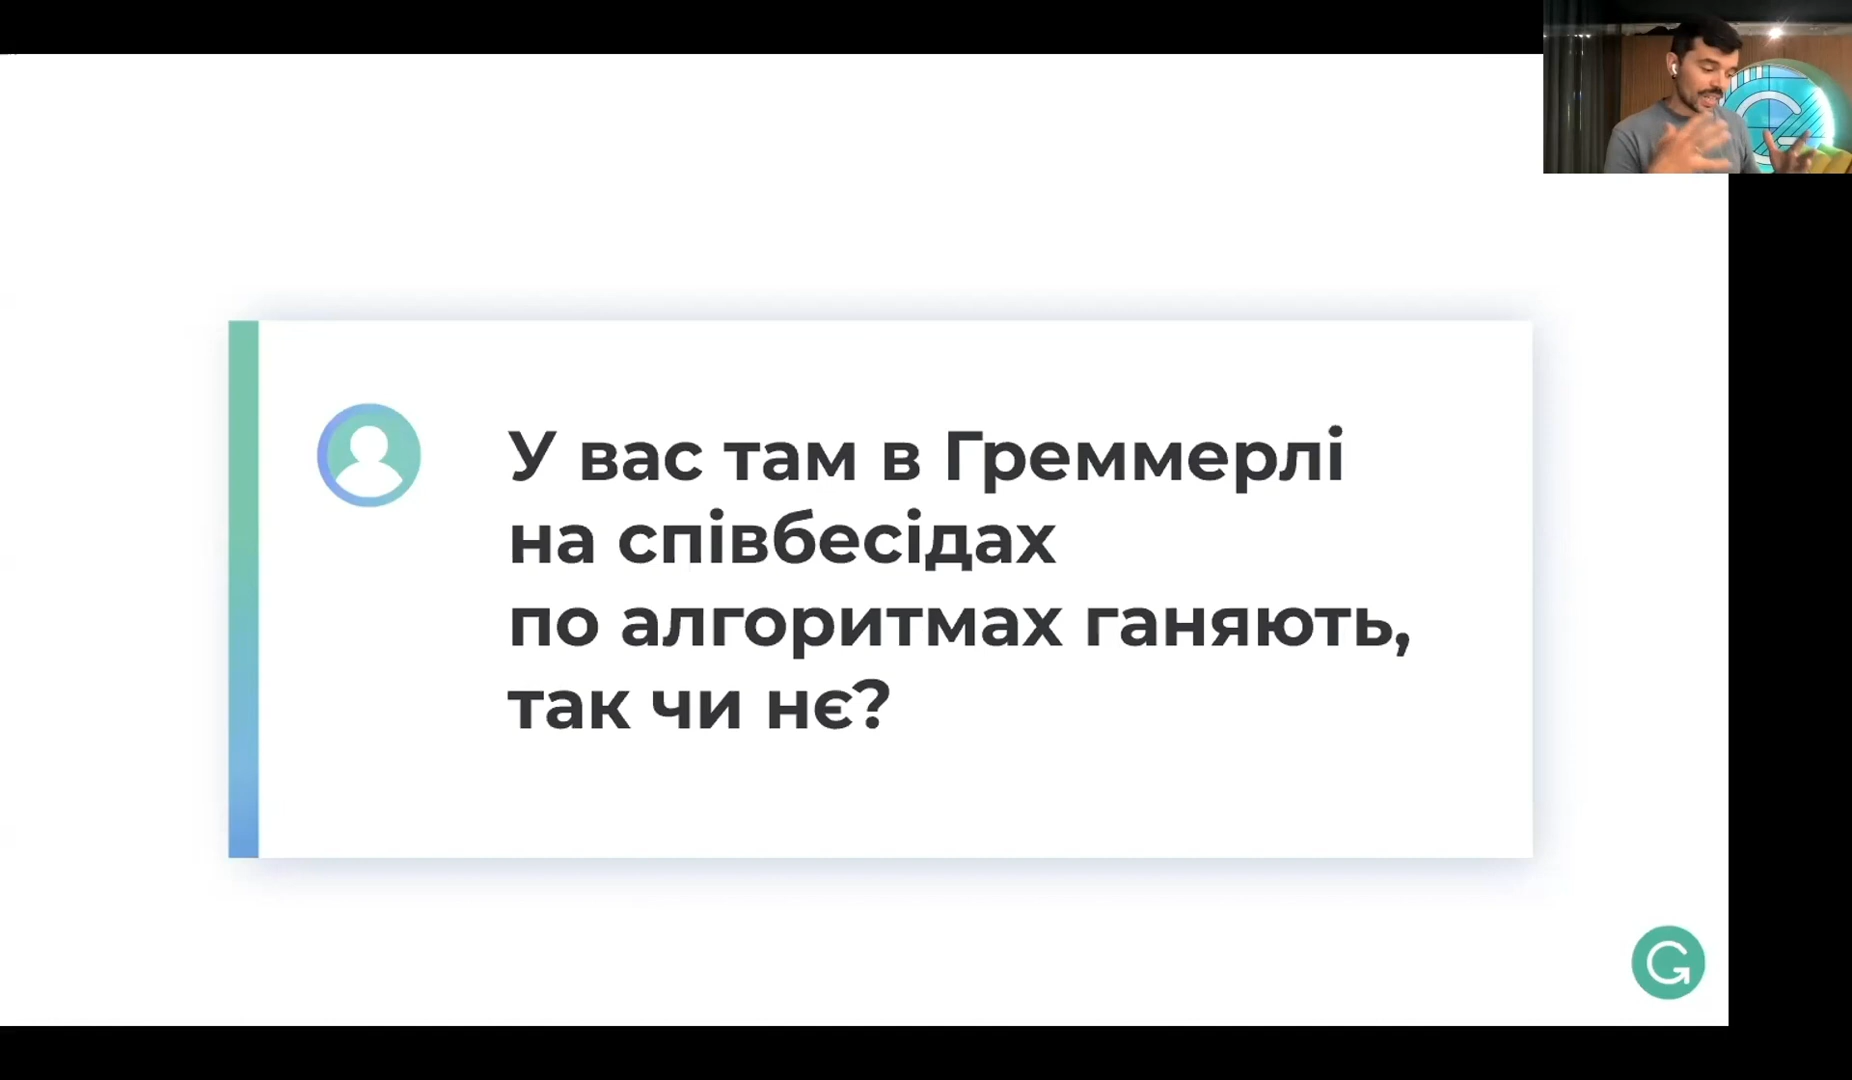 У вас там в Греммерлі
на співбесідах
по алгоритмах ганяють,
так чи нє?